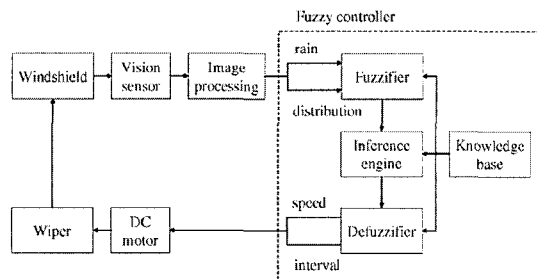 Fuzzy controller
rain
Windshield
Vision
sensor
Image
processing
Fuzzifier
distribution
Inference
engine
Knowledge
base
speed
Wiper
DC
motor
Defuzzifier
interval